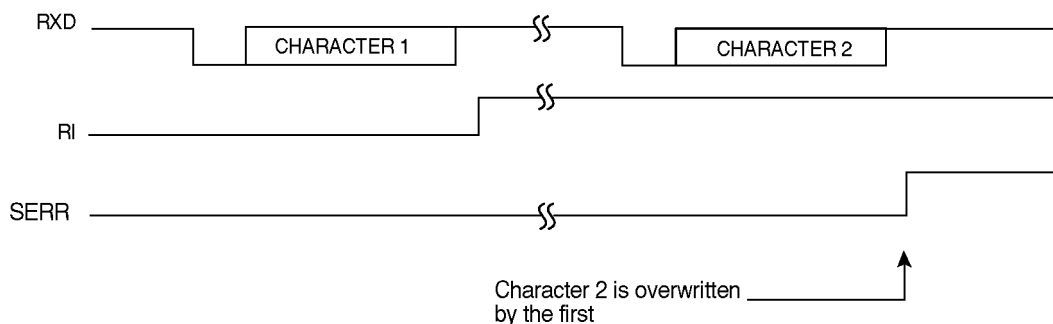 RXD
CHARACTER 1
CHARACTER 2
RI
SERR
Character 2 is overwritten
by the first